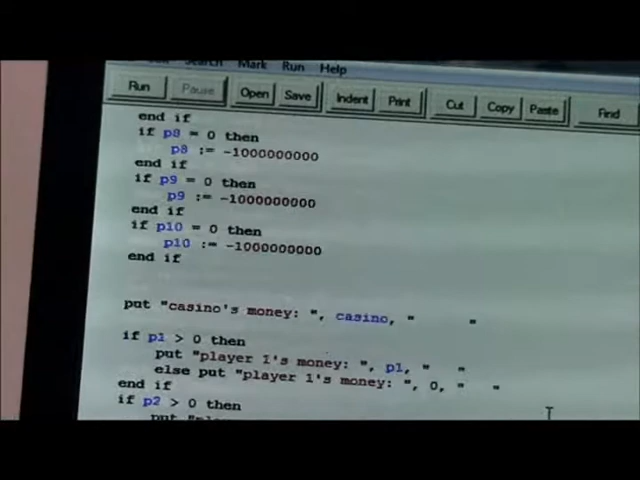 Search Mark Run Help
Run Pause Open Save Indent Print Cut Copy Paste Find
end if
if p8 = 0 then
p8 := -1000000000
end if
if p9 = 0 then
p9 := -1000000000
end if
if p10 = 0 then
p10 := -1000000000
end if
put "casino's money: ", casino, " "
if p1 > 0 then
put "player 1's money: ", p1, " "
else put "player 1's money: ", 0, " "
end if
if p2 > 0 then